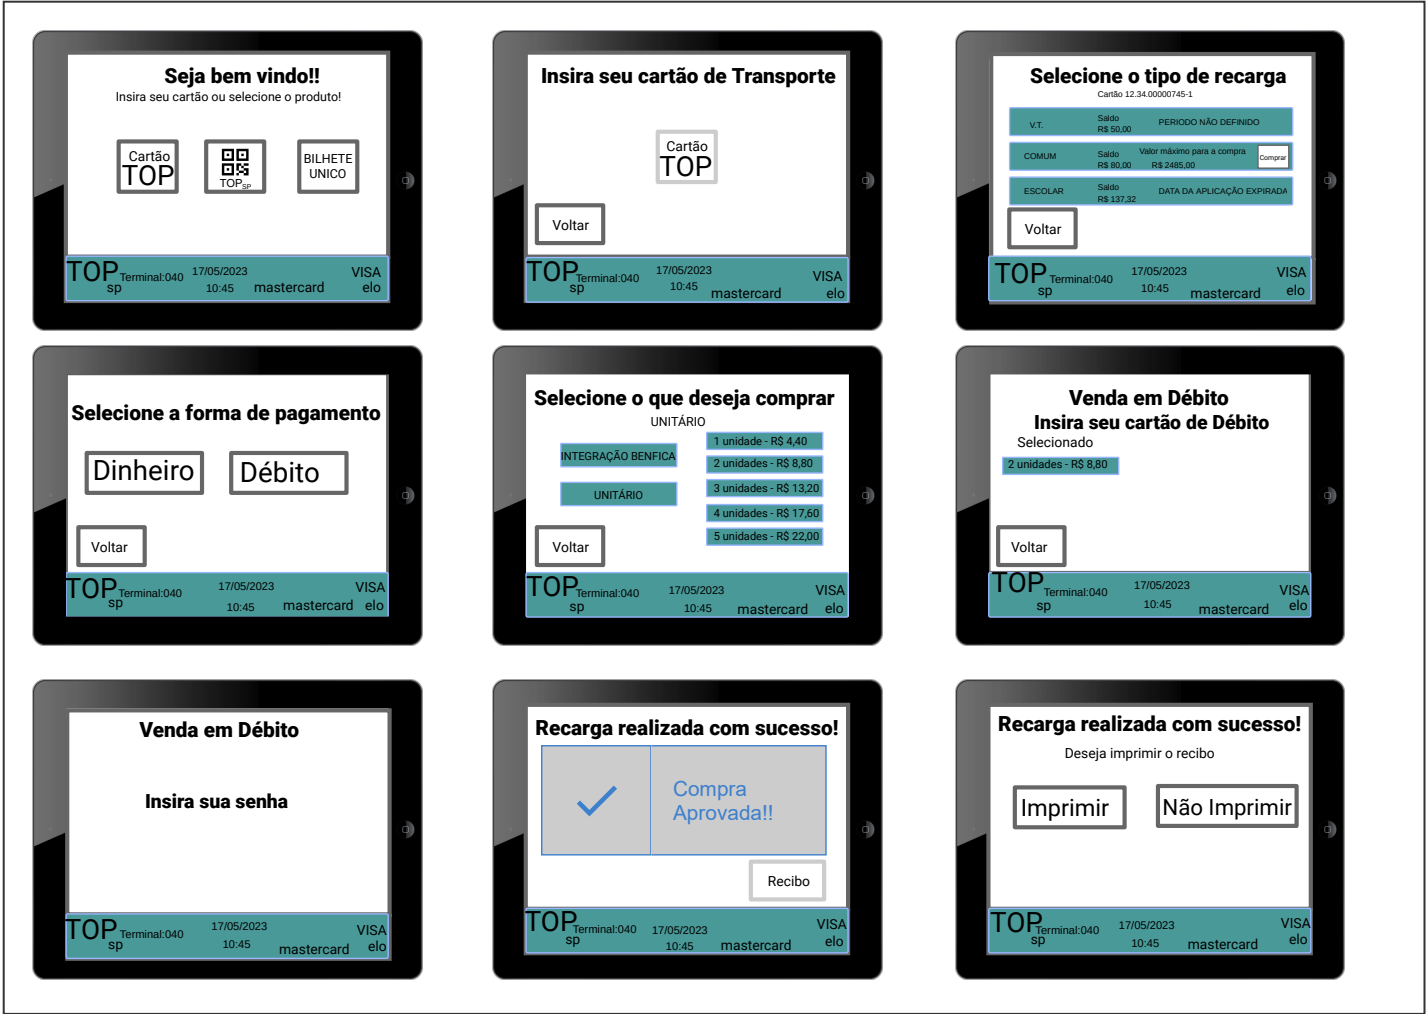 Seja bem vindo!!
Insira seu cartão ou selecione o produto!
Cartão
TOP
TOPSP
BILHETE
UNICO
TOP
sp
Terminal:040
17/05/2023
10:45
mastercard
VISA
elo
Insira seu cartão de Transporte
Cartão
TOP
Voltar
TOP
sp
Terminal:040
17/05/2023
10:45
mastercard
VISA
elo
Selecione o tipo de recarga
Cartão 12.34.00000745-1
V.T.
Saldo
R$ 50,00
PERIODO NÃO DEFINIDO
COMUM
Saldo
R$ 80,00
Valor máximo para a compra
R$ 2485,00
Comprar
ESCOLAR
Saldo
R$ 137,32
DATA DA APLICAÇÃO EXPIRADA
Voltar
TOP
sp
Terminal:040
17/05/2023
10:45
mastercard
VISA
elo
Selecione a forma de pagamento
Dinheiro
Débito
Voltar
TOP
sp
Terminal:040
17/05/2023
10:45
mastercard
VISA
elo
Selecione o que deseja comprar
UNITÁRIO
INTEGRAÇÃO BENFICA
UNITÁRIO
1 unidade - R$ 4,40
2 unidades - R$ 8,80
3 unidades - R$ 13,20
4 unidades - R$ 17,60
5 unidades - R$ 22,00
Voltar
TOP
sp
Terminal:040
17/05/2023
10:45
mastercard
VISA
elo
Venda em Débito
Insira seu cartão de Débito
Selecionado
2 unidades - R$ 8,80
Voltar
TOP
sp
Terminal:040
17/05/2023
10:45
mastercard
VISA
elo
Venda em Débito
Insira sua senha
TOP
sp
Terminal:040
17/05/2023
10:45
mastercard
VISA
elo
Recarga realizada com sucesso!
Compra
Aprovada!!
Recibo
TOP
sp
Terminal:040
17/05/2023
10:45
mastercard
VISA
elo
Recarga realizada com sucesso!
Deseja imprimir o recibo
Imprimir
Não Imprimir
TOP
sp
Terminal:040
17/05/2023
10:45
mastercard
VISA
elo